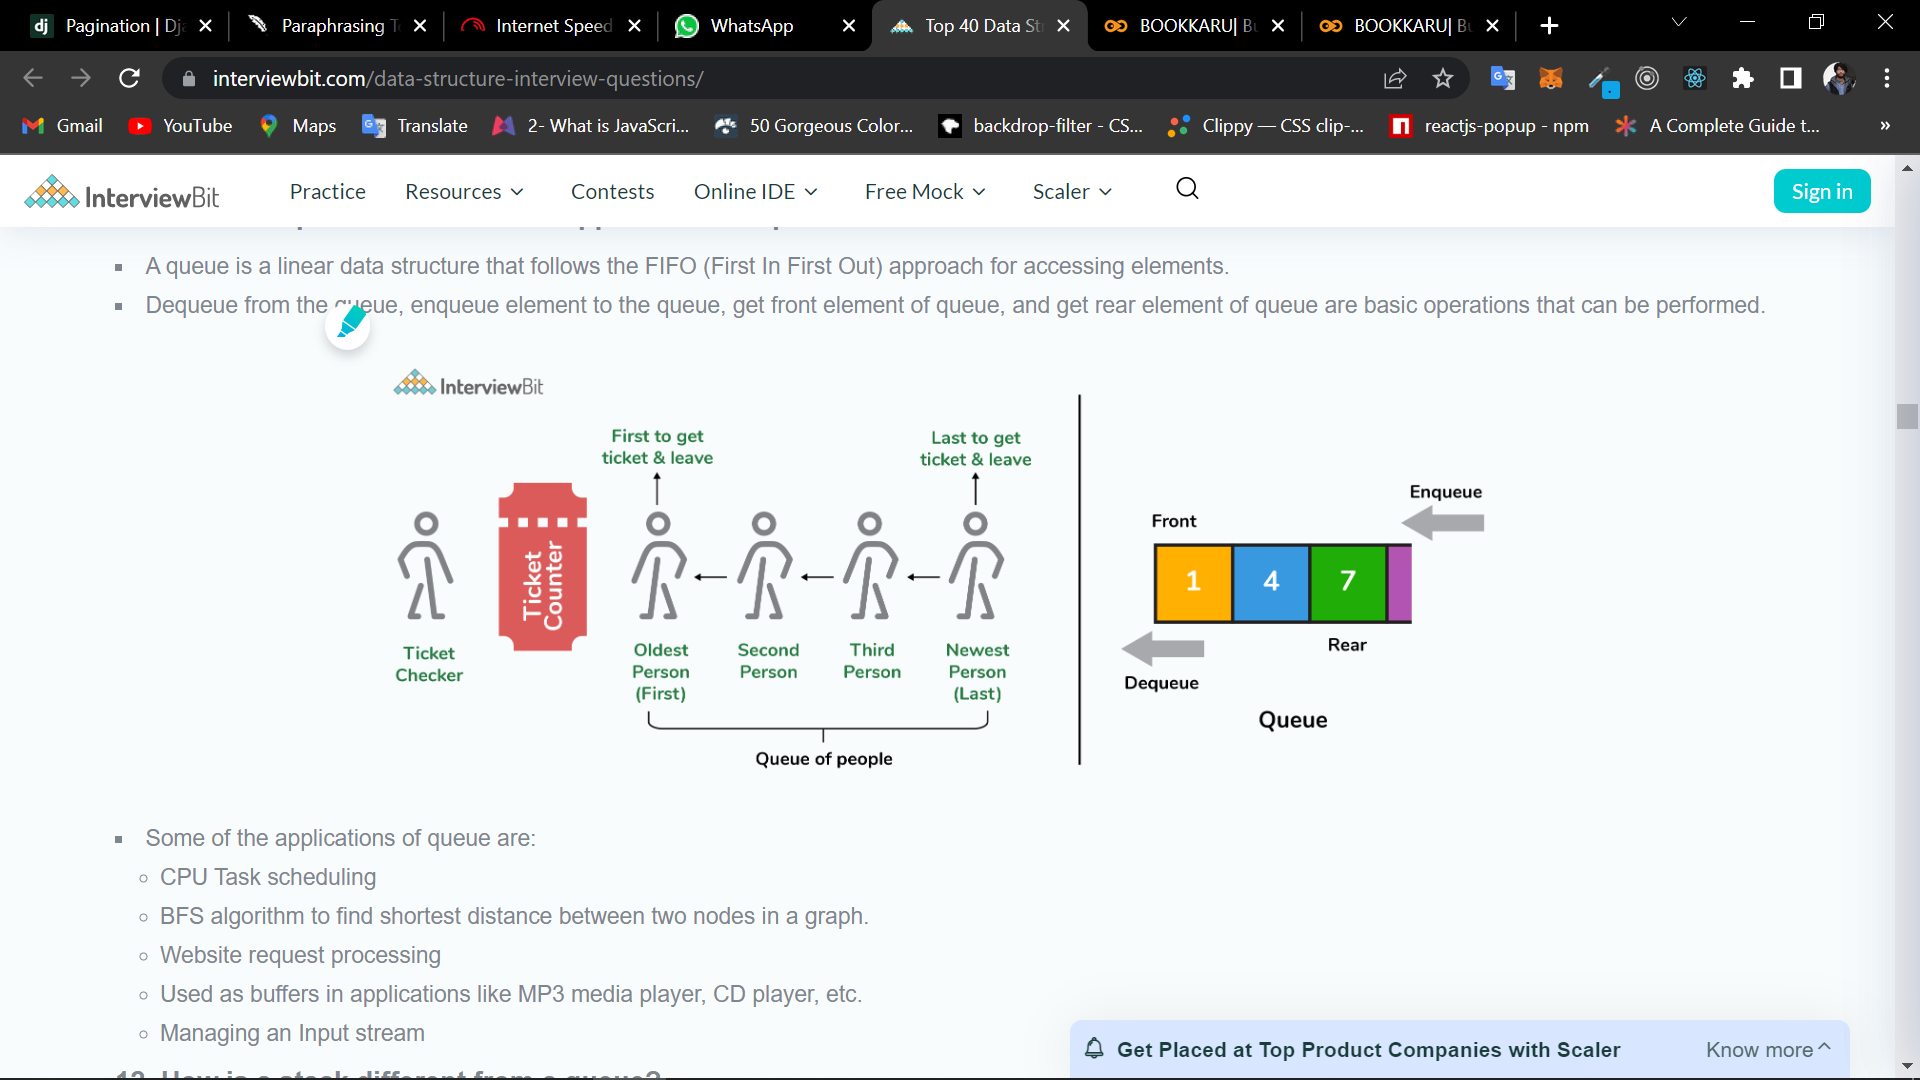 Pagination | Dj
Paraphrasing T
Internet Speed
WhatsApp
Top 40 Data St
BOOKKARU| B
BOOKKARU| B
interviewbit.com/data-structure-interview-questions/
Gmail
YouTube
Maps
Translate
2- What is JavaScri...
50 Gorgeous Color...
backdrop-filter - CS...
Clippy — CSS clip-...
reactjs-popup - npm
A Complete Guide t...
»
InterviewBit
Practice
Resources
Contests
Online IDE
Free Mock
Scaler
Sign in
A queue is a linear data structure that follows the FIFO (First In First Out) approach for accessing elements.
Dequeue from the queue, enqueue element to the queue, get front element of queue, and get rear element of queue are basic operations that can be performed.
InterviewBit
First to get
ticket & leave
Last to get
ticket & leave
Ticket
Counter
Ticket
Checker
Oldest
Person
(First)
Second
Person
Third
Person
Newest
Person
(Last)
Queue of people
Enqueue
Front
1 4 7
Rear
Dequeue
Queue
Some of the applications of queue are:
CPU Task scheduling
BFS algorithm to find shortest distance between two nodes in a graph.
Website request processing
Used as buffers in applications like MP3 media player, CD player, etc.
Managing an Input stream
Get Placed at Top Product Companies with Scaler
Know more
12. How is a stack different from a queue?